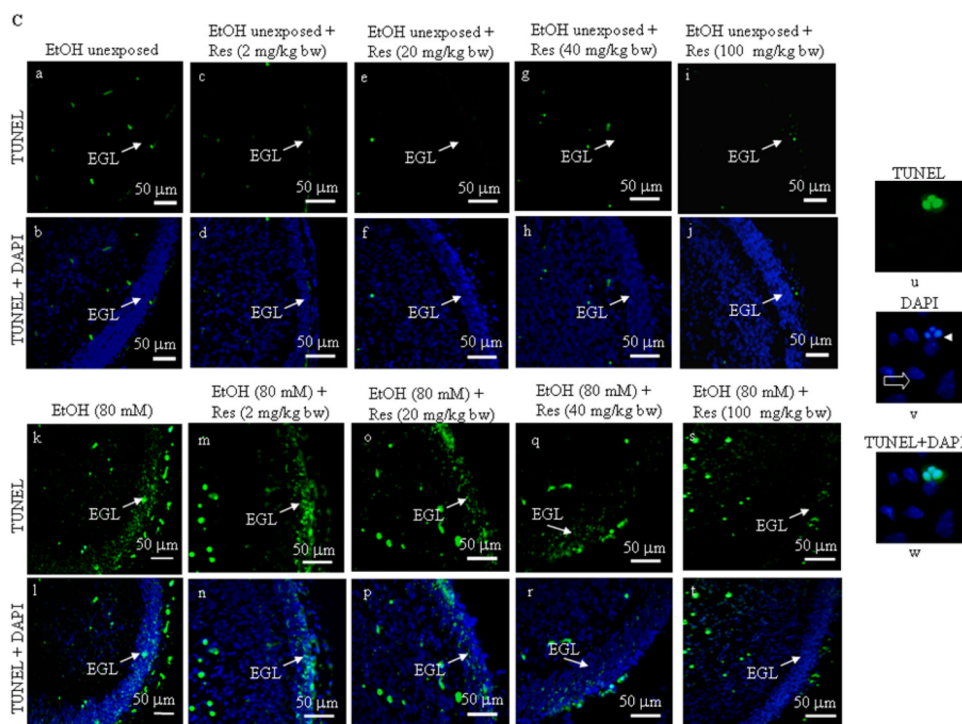 C
EtOH unexposed
EtOH unexposed +
Res (2 mg/kg bw)
EtOH unexposed +
Res (20 mg/kg bw)
EtOH unexposed +
Res (40 mg/kg bw)
EtOH unexposed +
Res (100 mg/kg bw)
TUNEL
a
EGL
50 μm
c
EGL
50 μm
e
EGL
50 μm
g
EGL
50 μm
i
EGL
50 μm
TUNEL + DAPI
b
EGL
50 μm
d
EGL
50 μm
f
EGL
50 μm
h
EGL
50 μm
j
EGL
50 μm
EtOH (80 mM)
EtOH (80 mM) +
Res (2 mg/kg bw)
EtOH (80 mM) +
Res (20 mg/kg bw)
EtOH (80 mM) +
Res (40 mg/kg bw)
EtOH (80 mM) +
Res (100 mg/kg bw)
TUNEL
k
EGL
50 μm
m
EGL
50 μm
o
EGL
50 μm
q
EGL
50 μm
s
EGL
50 μm
TUNEL + DAPI
l
EGL
50 μm
n
EGL
50 μm
p
EGL
50 μm
r
EGL
50 μm
t
EGL
50 μm
TUNEL
u
DAPI
v
TUNEL+DAPI
w